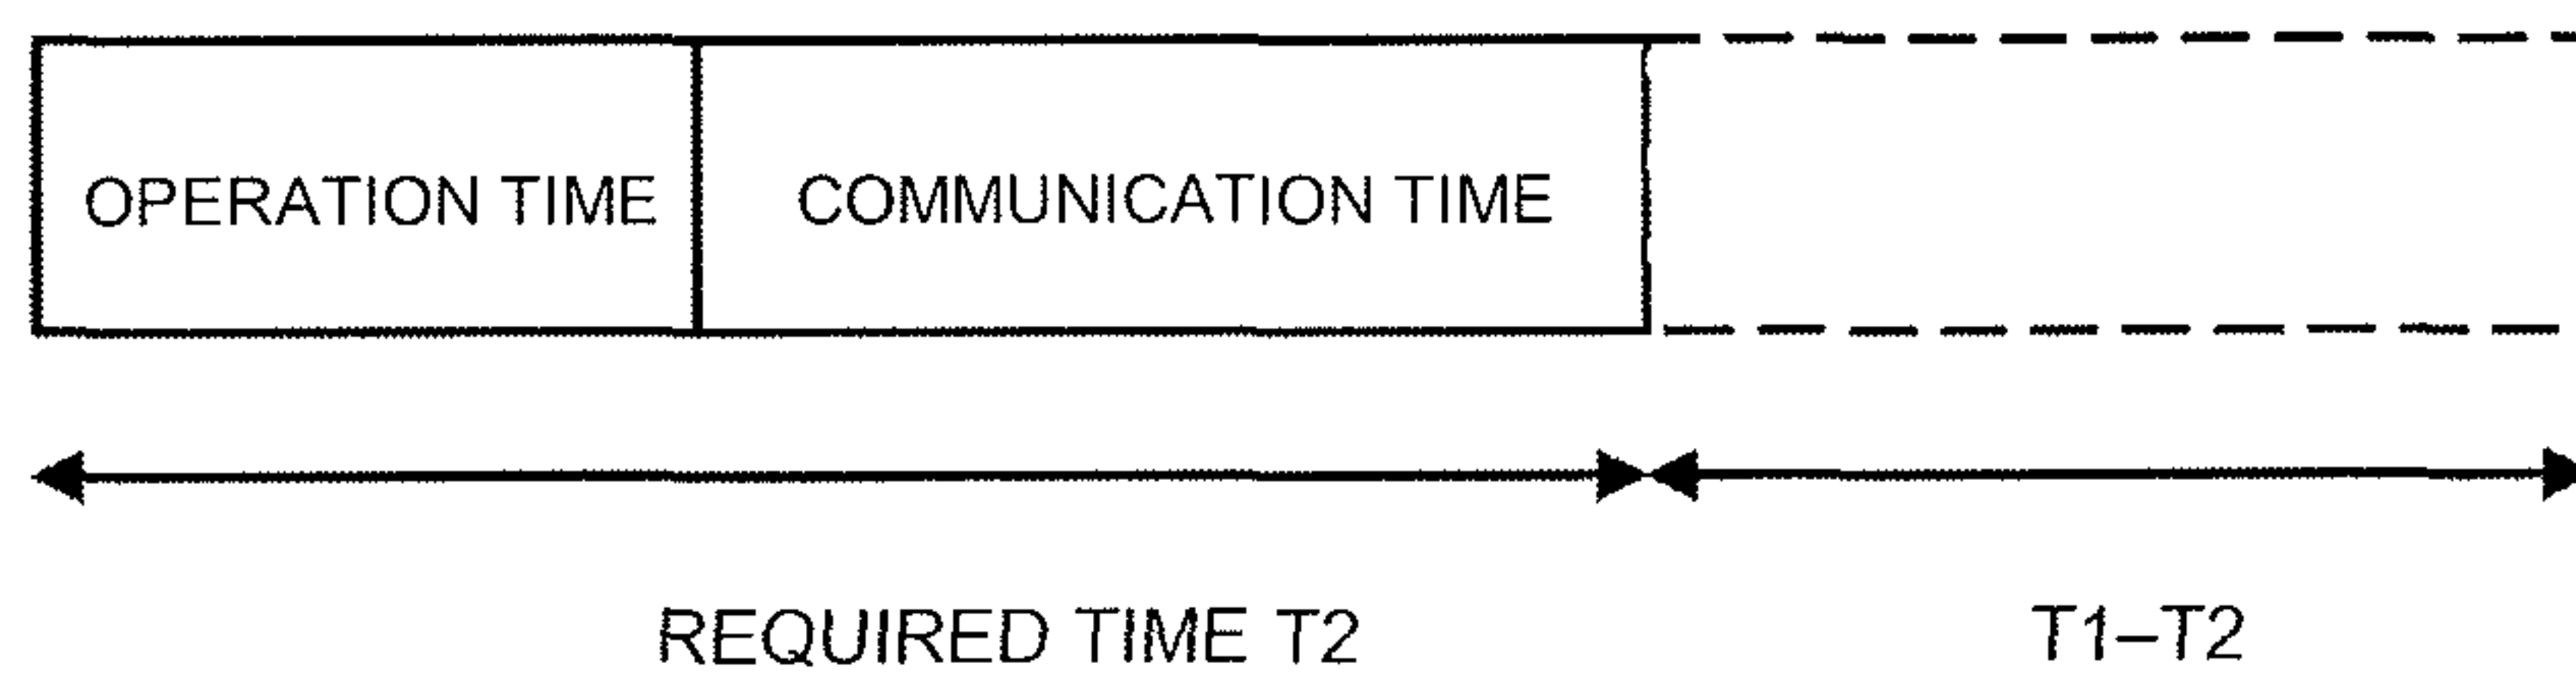 OPERATION TIME
COMMUNICATION TIME
REQUIRED TIME T2
T1–T2